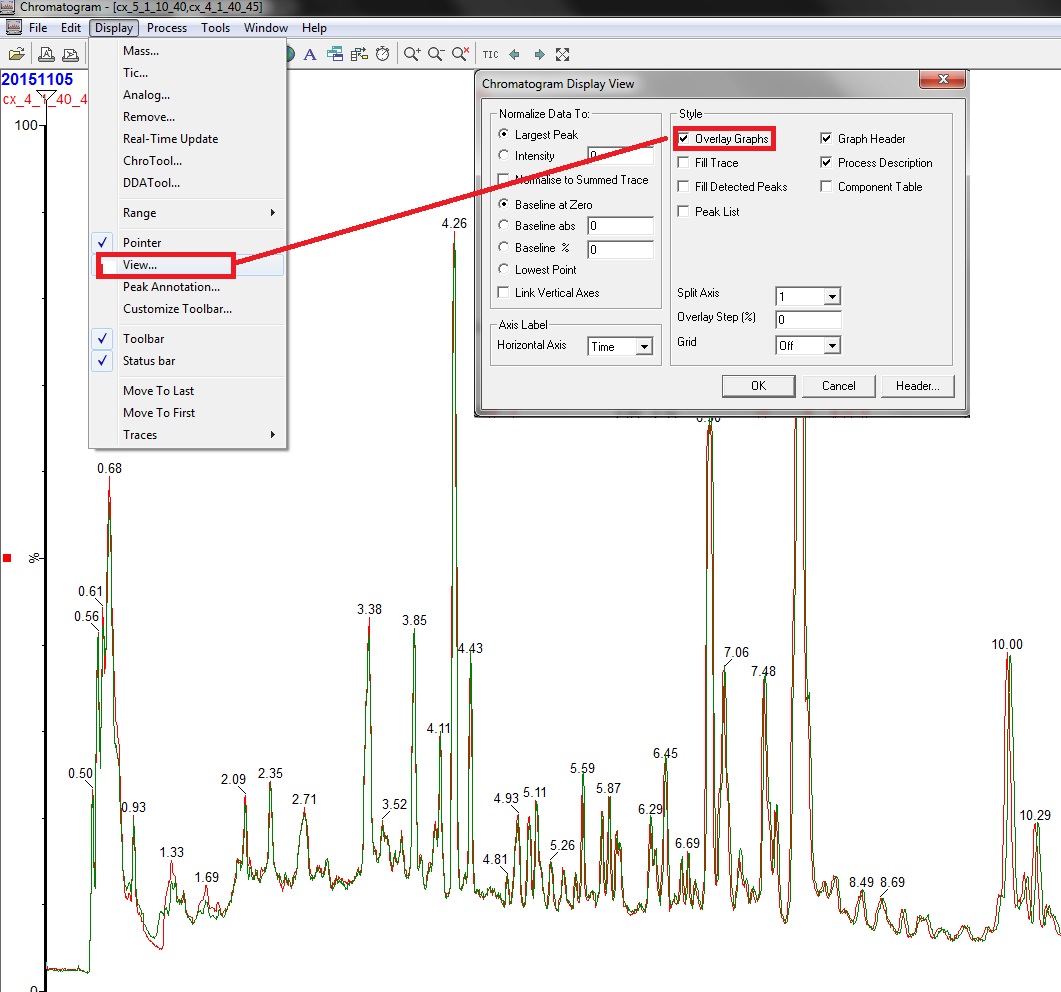 Chromatogram - [cx_5_1_10_40,cx_4_1_40_45]
File Edit Display Process Tools Window Help
A TIC
20151105
cx_4_1_40_4
Mass...
Tic...
Analog...
Remove...
Real-Time Update
ChroTool...
DDATool...
Range
Pointer
View...
Peak Annotation...
Customize Toolbar...
Toolbar
Status bar
Move To Last
Move To First
Traces
Chromatogram Display View
Normalize Data To:
Largest Peak
Intensity 0
Normalise to Summed Trace
Baseline at Zero
Baseline abs 0
Baseline % 0
Lowest Point
Link Vertical Axes
Axis Label
Horizontal Axis Time
Style
Overlay Graphs Graph Header
Fill Trace Process Description
Fill Detected Peaks Component Table
Peak List
Split Axis 1
Overlay Step (%) 0
Grid Off
OK Cancel Header...
100
%
0
0.50
0.56
0.61
0.68
0.93
1.33
1.69
2.09
2.35
2.71
3.38
3.52
3.85
4.11
4.26
4.43
4.81
4.93
5.11
5.26
5.59
5.87
6.29
6.45
6.69
7.06
7.48
8.49
8.69
10.00
10.29